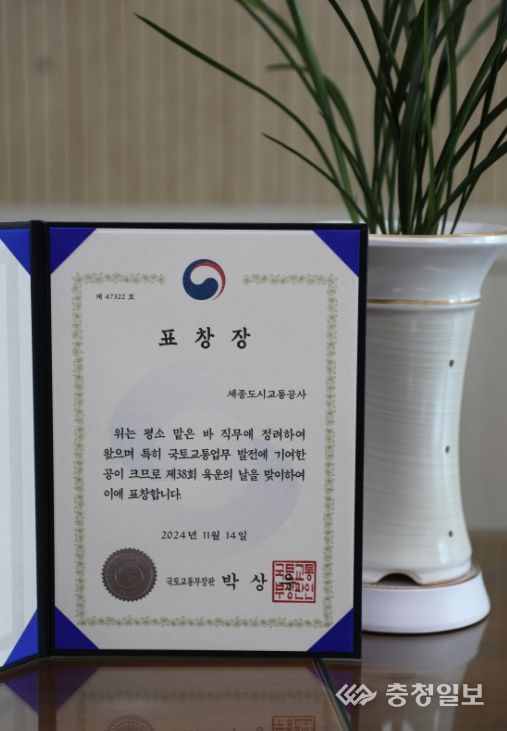 제 47322 호
표 창 장
세종도시교통공사
위는 평소 맡은 바 직무에 정려하여
왔으며 특히 국토교통업무 발전에 기여한
공이 크므로 제38회 육운의 날을 맞이하여
이에 표창합니다.
2024년 11월 14일
국토교통부장관 박 상 우
국토교통
부장관인
충청일보